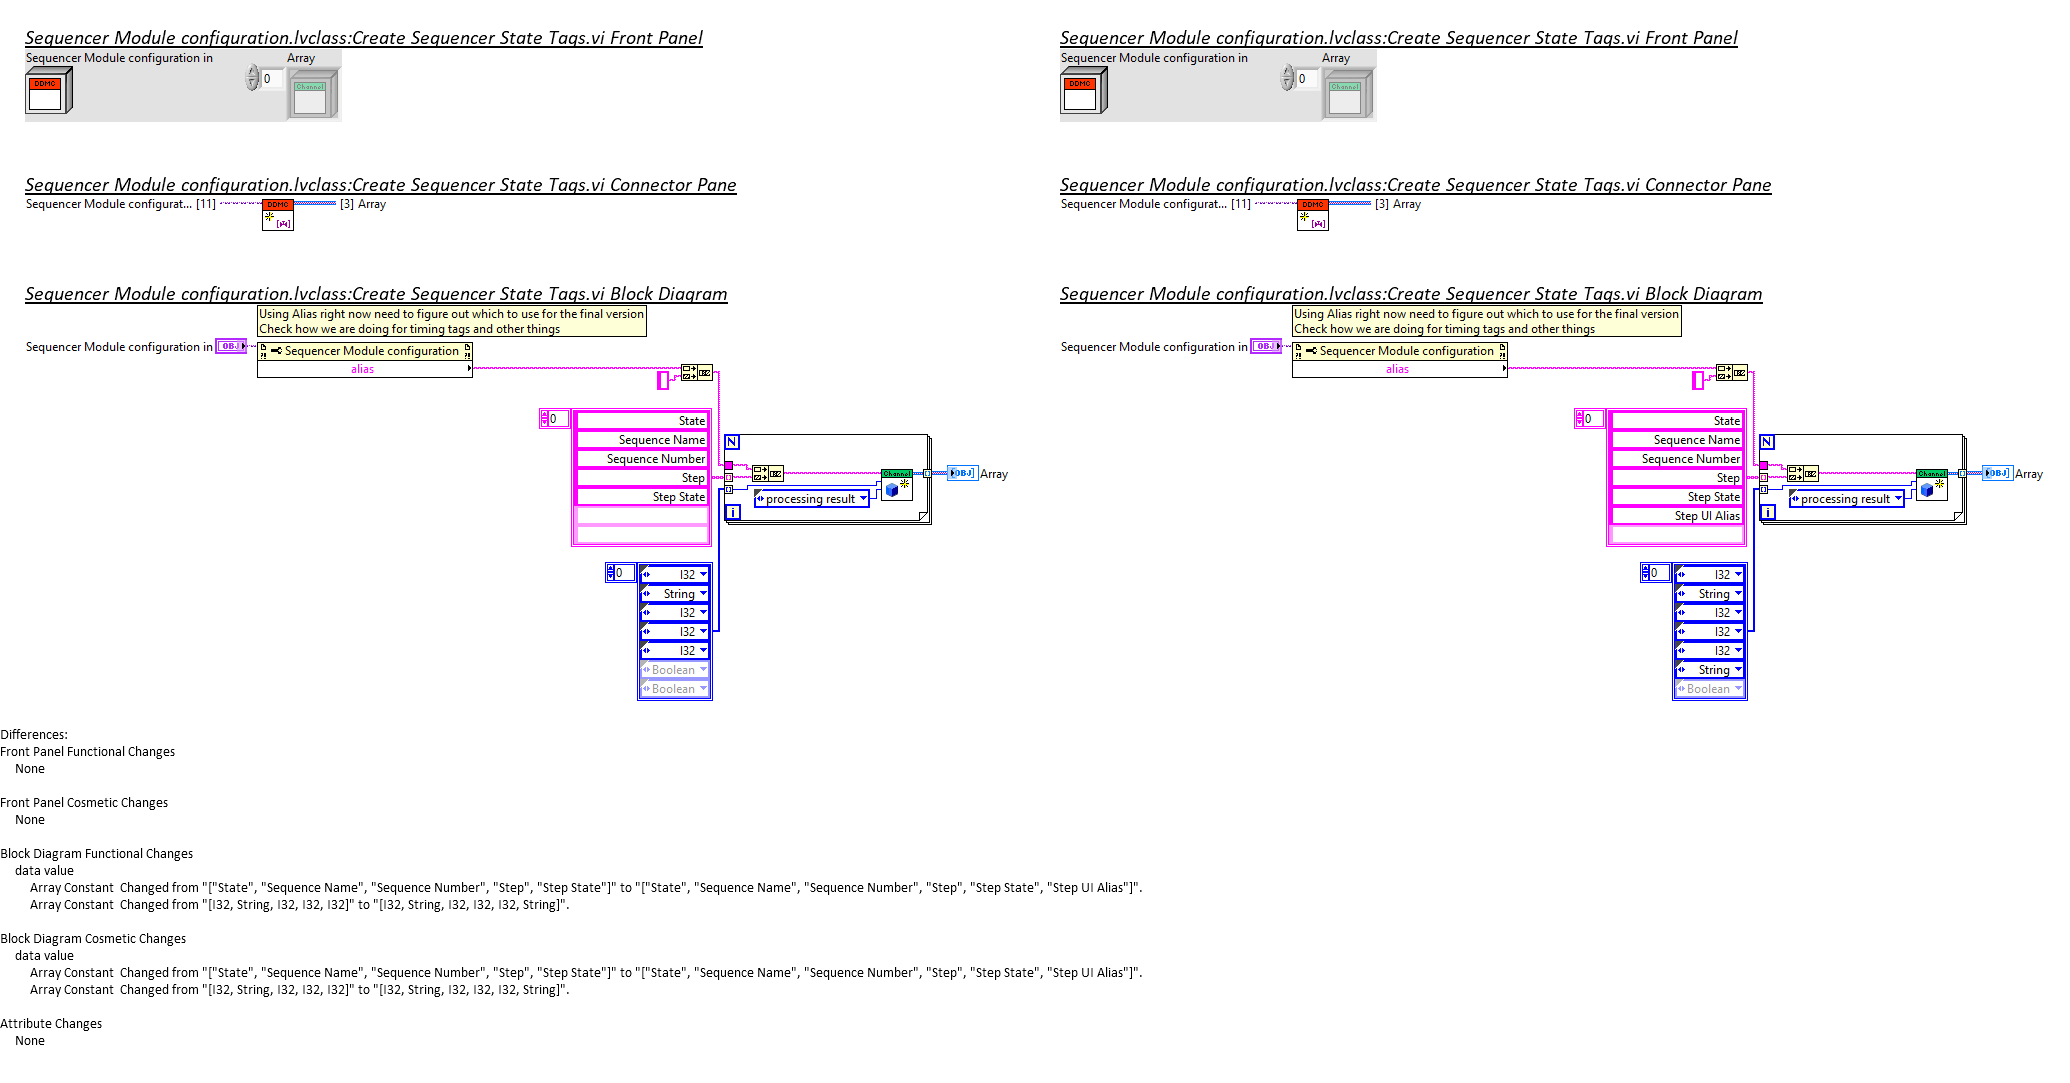 Sequencer Module configuration.lvclass:Create Sequencer State Tags.vi Front Panel
Sequencer Module configuration in
Array
DDMC
0
Channel
Sequencer Module configuration.lvclass:Create Sequencer State Tags.vi Connector Pane
Sequencer Module configurat... [11]
DDMC
[3] Array
Sequencer Module configuration.lvclass:Create Sequencer State Tags.vi Block Diagram
Using Alias right now need to figure out which to use for the final version
Check how we are doing for timing tags and other things
Sequencer Module configuration in
OBJ
Sequencer Module configuration
alias
0
State
Sequence Name
Sequence Number
Step
Step State
N
Channel
processing result
i
OBJ
Array
0
I32
String
I32
I32
I32
Boolean
Boolean
Sequencer Module configuration.lvclass:Create Sequencer State Tags.vi Front Panel
Sequencer Module configuration in
Array
DDMC
0
Channel
Sequencer Module configuration.lvclass:Create Sequencer State Tags.vi Connector Pane
Sequencer Module configurat... [11]
DDMC
[3] Array
Sequencer Module configuration.lvclass:Create Sequencer State Tags.vi Block Diagram
Using Alias right now need to figure out which to use for the final version
Check how we are doing for timing tags and other things
Sequencer Module configuration in
OBJ
Sequencer Module configuration
alias
0
State
Sequence Name
Sequence Number
Step
Step State
Step UI Alias
N
Channel
processing result
i
OBJ
Array
0
I32
String
I32
I32
I32
String
Boolean
Differences:
Front Panel Functional Changes
None
Front Panel Cosmetic Changes
None
Block Diagram Functional Changes
data value
Array Constant  Changed from "["State", "Sequence Name", "Sequence Number", "Step", "Step State"]" to "["State", "Sequence Name", "Sequence Number", "Step", "Step State", "Step UI Alias"]".
Array Constant  Changed from "[I32, String, I32, I32, I32]" to "[I32, String, I32, I32, I32, String]".
Block Diagram Cosmetic Changes
data value
Array Constant  Changed from "["State", "Sequence Name", "Sequence Number", "Step", "Step State"]" to "["State", "Sequence Name", "Sequence Number", "Step", "Step State", "Step UI Alias"]".
Array Constant  Changed from "[I32, String, I32, I32, I32]" to "[I32, String, I32, I32, I32, String]".
Attribute Changes
None